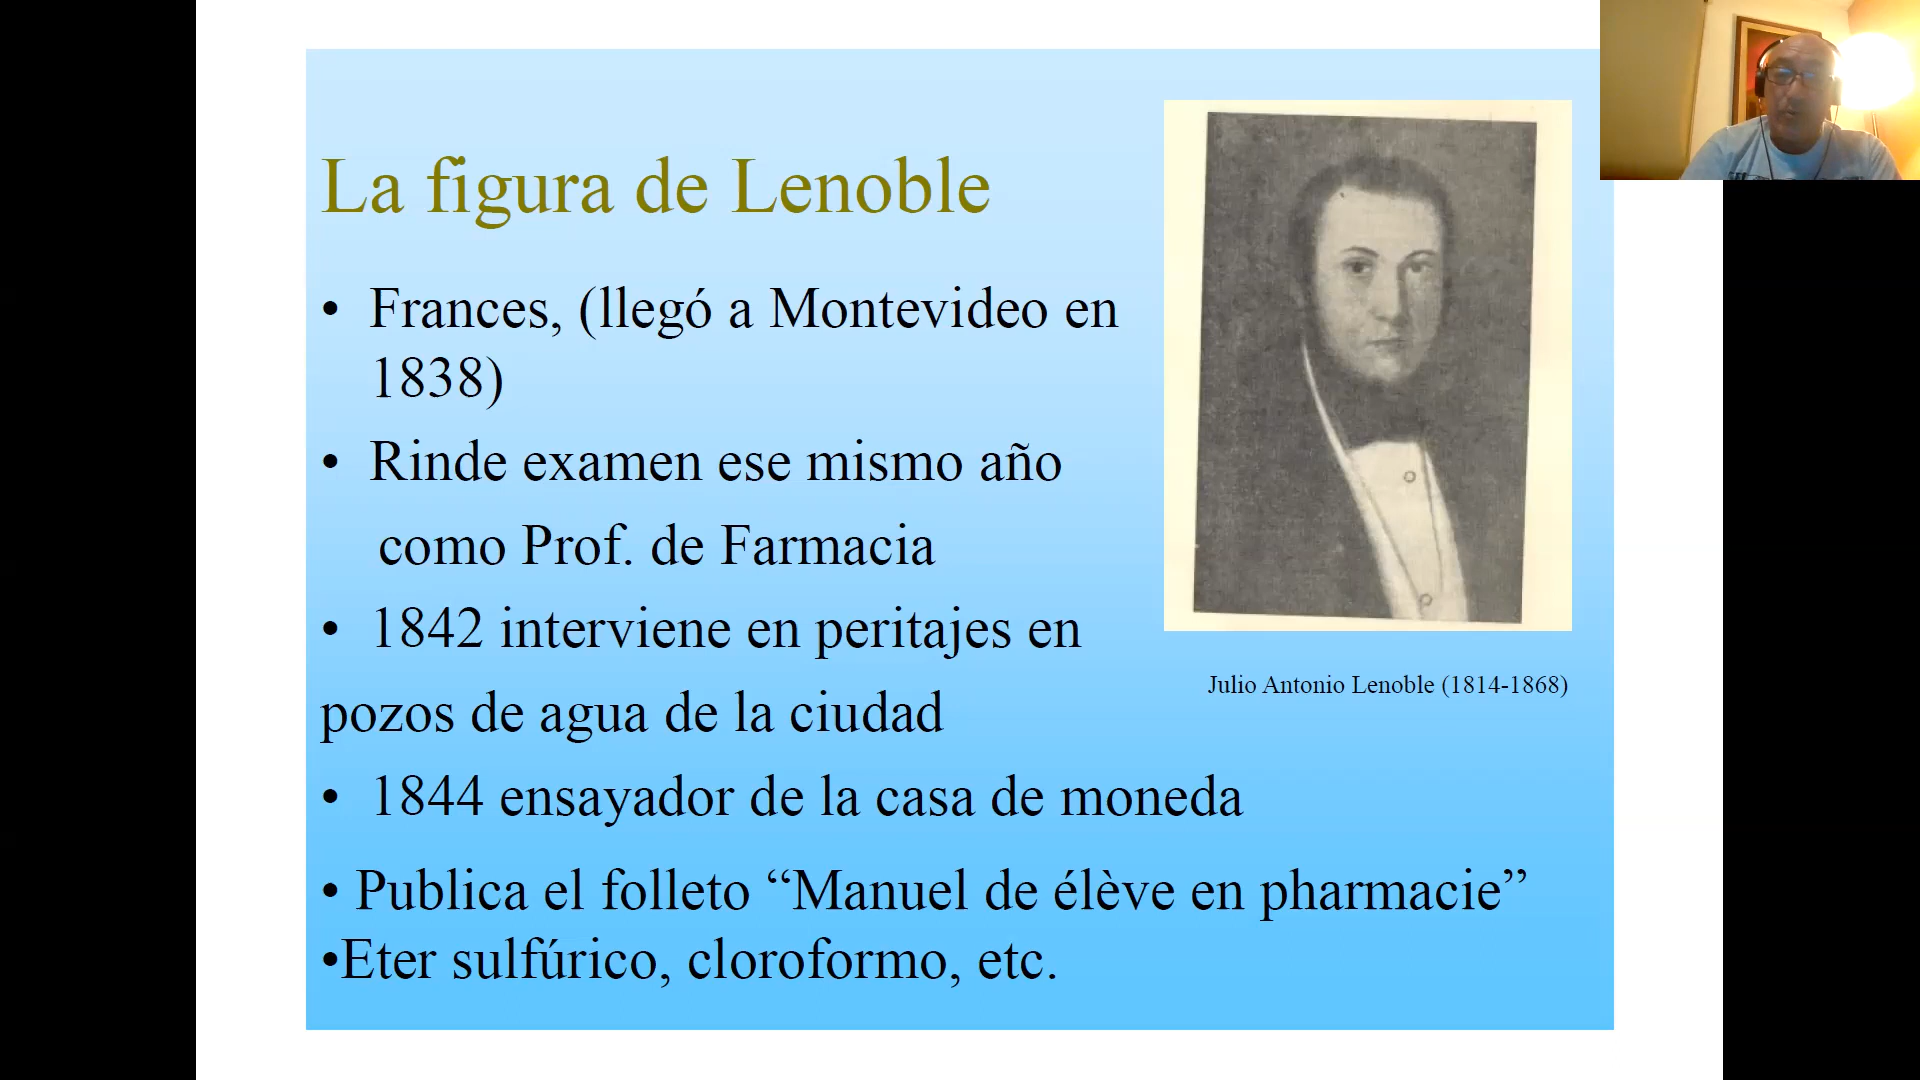 La figura de Lenoble
• Frances, (llegó a Montevideo en
1838)
• Rinde examen ese mismo año
como Prof. de Farmacia
• 1842 interviene en peritajes en
pozos de agua de la ciudad
• 1844 ensayador de la casa de moneda
• Publica el folleto “Manuel de élève en pharmacie”
•Eter sulfúrico, cloroformo, etc.
Julio Antonio Lenoble (1814-1868)